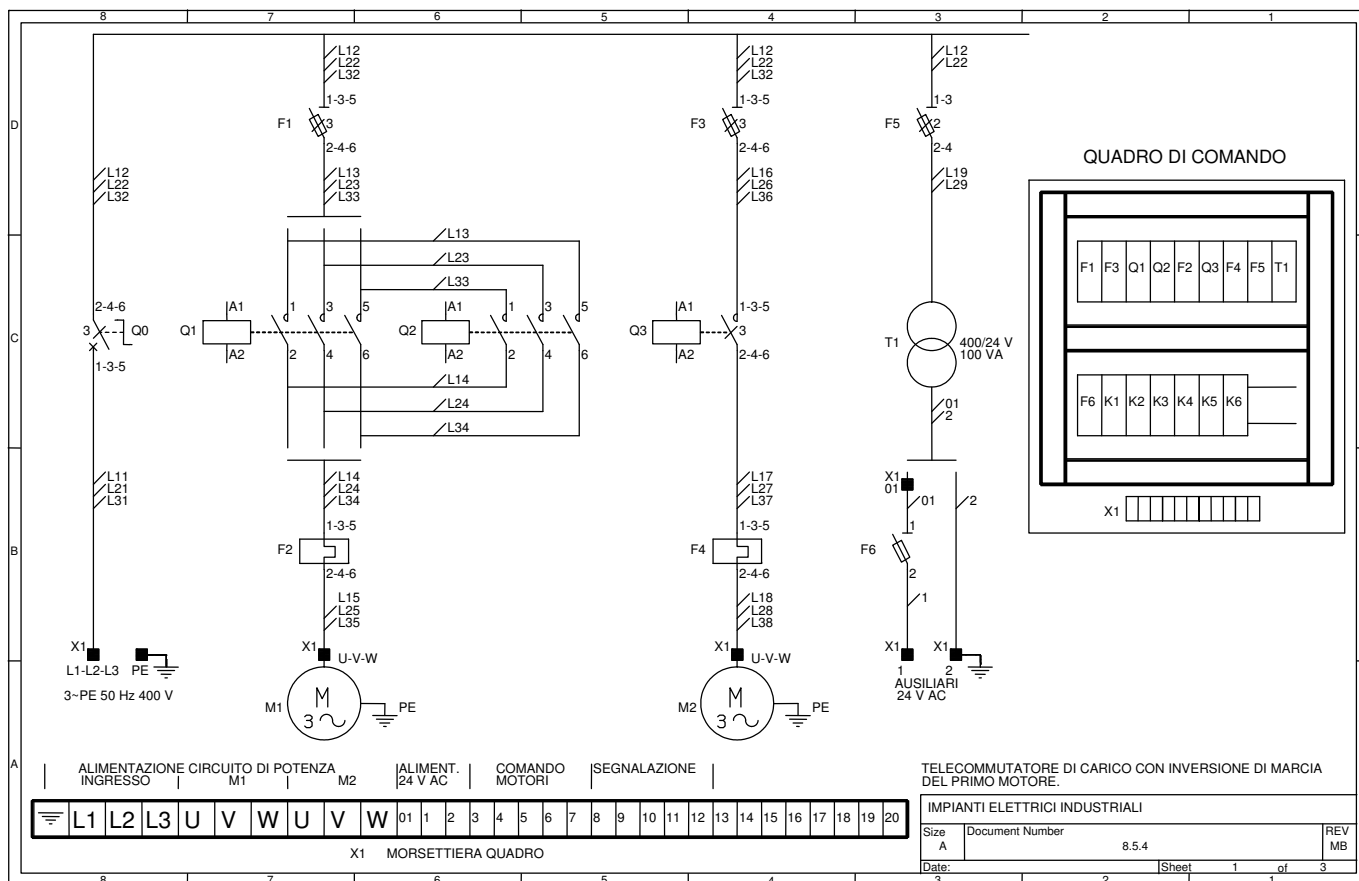 8 7 6 5 4 3 2 1
D
C
B
A
L12
L22
L32
2-4-6
3
Q0
1-3-5
L11
L21
L31
X1
L1-L2-L3 PE
3~PE 50 Hz 400 V
L12
L22
L32
1-3-5
F1 3
2-4-6
L13
L23
L33
L13
L23
L33
A1 1 3 5
Q1
A2 2 4 6
A1 1 3 5
Q2
A2 2 4 6
L14
L24
L34
L14
L24
L34
1-3-5
F2
2-4-6
L15
L25
L35
X1 U-V-W
M1 M 3 PE
L12
L22
L32
1-3-5
F3 3
2-4-6
L16
L26
L36
A1 1-3-5
Q3 3
A2 2-4-6
L17
L27
L37
1-3-5
F4
2-4-6
L18
L28
L38
X1 U-V-W
M2 M 3 PE
L12
L22
1-3
F5 2
2-4
L19
L29
T1 400/24 V
100 VA
01
2
X1
01
01 2
1
F6
2
1
X1 X1
1 2
AUSILIARI
24 V AC
QUADRO DI COMANDO
F1 F3 Q1 Q2 F2 Q3 F4 F5 T1
F6 K1 K2 K3 K4 K5 K6
X1
ALIMENTAZIONE CIRCUITO DI POTENZA
INGRESSO M1 M2
ALIMENT.
24 V AC
COMANDO
MOTORI
SEGNALAZIONE
L1 L2 L3 U V W U V W 01 1 2 3 4 5 6 7 8 9 10 11 12 13 14 15 16 17 18 19 20
X1 MORSETTIERA QUADRO
TELECOMMUTATORE DI CARICO CON INVERSIONE DI MARCIA
DEL PRIMO MOTORE.
IMPIANTI ELETTRICI INDUSTRIALI
Size Document Number REV
A 8.5.4 MB
Date: Sheet 1 of 3
8 7 6 5 4 3 2 1